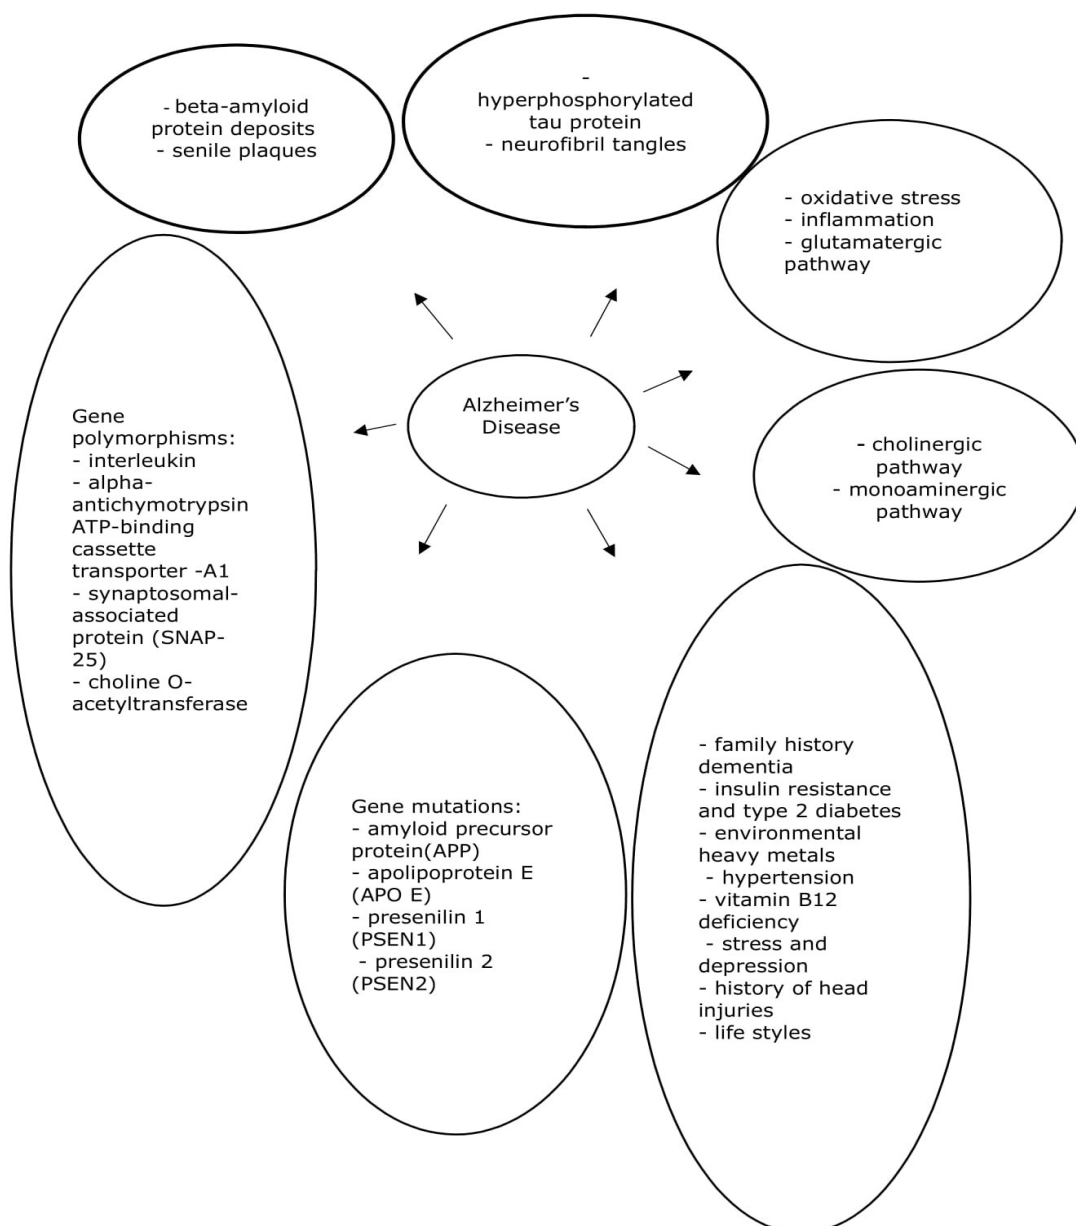 - beta-amyloid
protein deposits
- senile plaques
-
hyperphosphorylated
tau protein
- neurofibril tangles
- oxidative stress
- inflammation
- glutamatergic
pathway
Alzheimer's
Disease
- cholinergic
pathway
- monoaminergic
pathway
Gene
polymorphisms:
- interleukin
- alpha-
antichymotrypsin
ATP-binding
cassette
transporter -A1
- synaptosomal-
associated
protein (SNAP-
25)
- choline O-
acetyltransferase
Gene mutations:
- amyloid precursor
protein(APP)
- apolipoprotein E
(APO E)
- presenilin 1
(PSEN1)
- presenilin 2
(PSEN2)
- family history
dementia
- insulin resistance
and type 2 diabetes
- environmental
heavy metals
- hypertension
- vitamin B12
deficiency
- stress and
depression
- history of head
injuries
- life styles